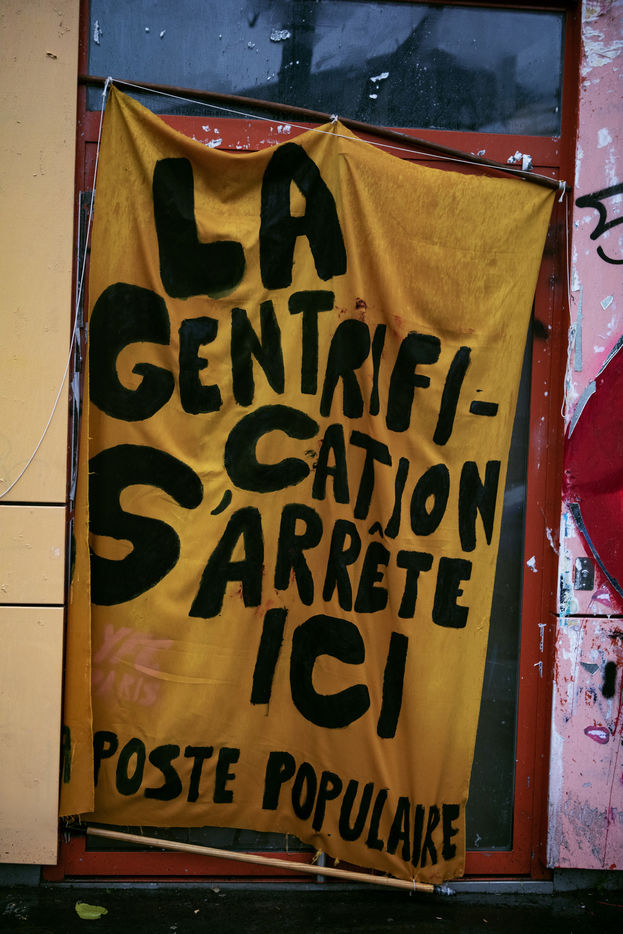 LA
GENTRIFI-
CATION
S'ARRÊTE
ICI
POSTE POPULAIRE